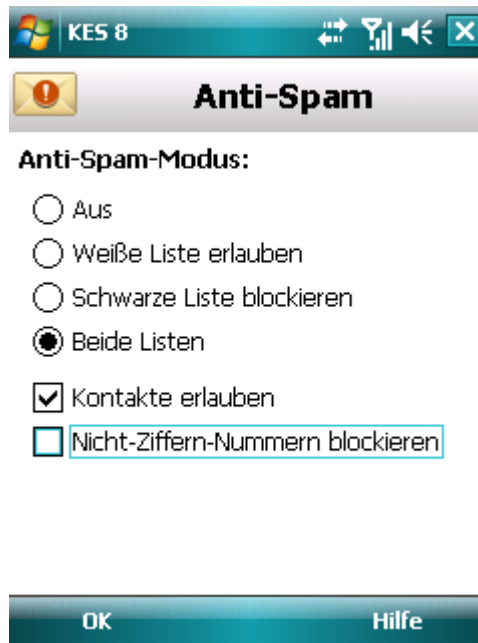 KES 8
Anti-Spam
Anti-Spam-Modus:
Aus
Weiße Liste erlauben
Schwarze Liste blockieren
Beide Listen
Kontakte erlauben
Nicht-Ziffern-Nummern blockieren
OK Hilfe